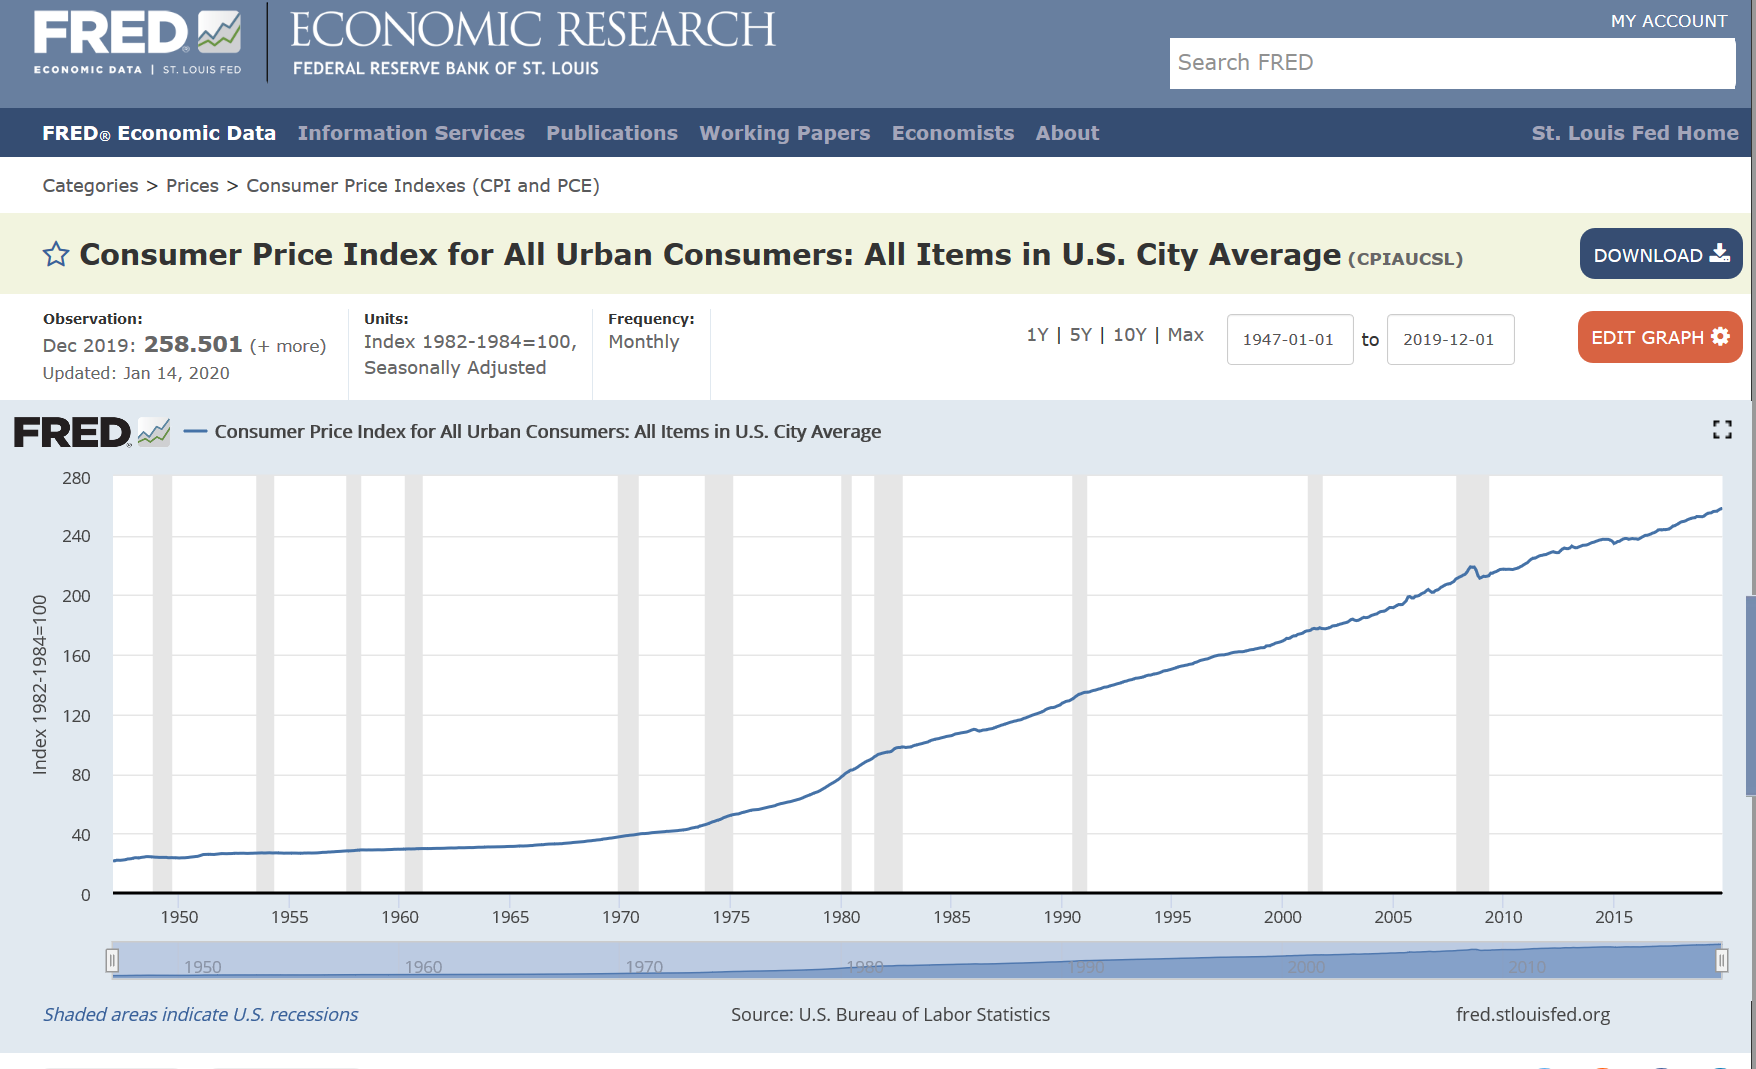 FRED® ECONOMIC RESEARCH
ECONOMIC DATA | ST. LOUIS FED
FEDERAL RESERVE BANK OF ST. LOUIS
MY ACCOUNT
Search FRED
FRED® Economic Data Information Services Publications Working Papers Economists About St. Louis Fed Home
Categories > Prices > Consumer Price Indexes (CPI and PCE)
Consumer Price Index for All Urban Consumers: All Items in U.S. City Average (CPIAUCSL)
DOWNLOAD
Observation:
Dec 2019: 258.501 (+ more)
Updated: Jan 14, 2020
Units:
Index 1982-1984=100,
Seasonally Adjusted
Frequency:
Monthly
1Y | 5Y | 10Y | Max
1947-01-01 to 2019-12-01
EDIT GRAPH
FRED Consumer Price Index for All Urban Consumers: All Items in U.S. City Average
Index 1982-1984=100
280
240
200
160
120
80
40
0
1950 1955 1960 1965 1970 1975 1980 1985 1990 1995 2000 2005 2010 2015
1950 1960 1970 1980 1990 2000 2010
Shaded areas indicate U.S. recessions
Source: U.S. Bureau of Labor Statistics
fred.stlouisfed.org